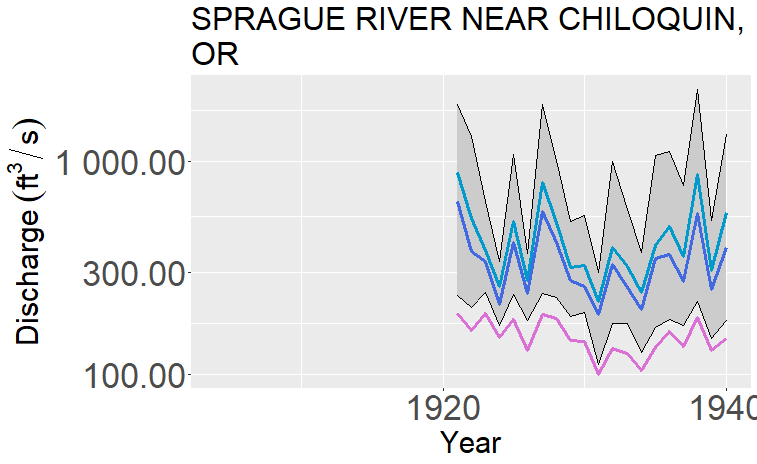 SPRAGUE RIVER NEAR CHILOQUIN,
OR
Discharge (ft³/s)
1 000.00
300.00
100.00
1920
1940
Year